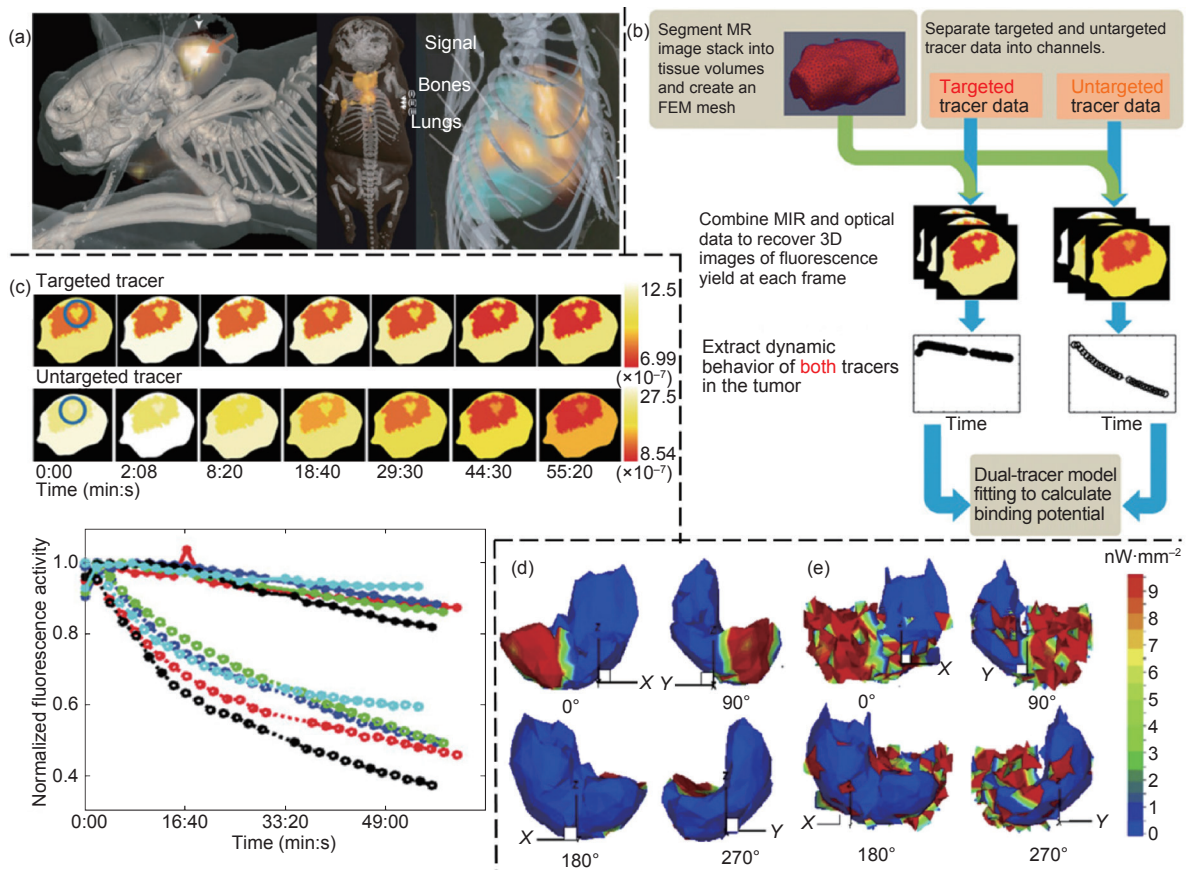 (a)
Signal
Bones
Lungs
(i)
(ii)
(iii)
(b)
Segment MR
image stack into
tissue volumes
and create an
FEM mesh
Separate targeted and untargeted
tracer data into channels.
Targeted
tracer data
Untargeted
tracer data
Combine MIR and optical
data to recover 3D
images of fluorescence
yield at each frame
Extract dynamic
behavior of both tracers
in the tumor
Time
Time
Dual-tracer model
fitting to calculate
binding potential
(c)
Targeted tracer
12.5
6.99
(×10⁻⁷)
Untargeted tracer
27.5
8.54
(×10⁻⁷)
0:00 2:08 8:20 18:40 29:30 44:30 55:20
Time (min:s)
Normalized fluorescence activity
1.0
0.8
0.6
0.4
0:00 16:40 33:20 49:00
Time (min:s)
(d)
X
0°
Y
90°
X
180°
Y
270°
(e)
X
0°
Y
90°
X
180°
Y
270°
nW·mm⁻²
9
8
7
6
5
4
3
2
1
0